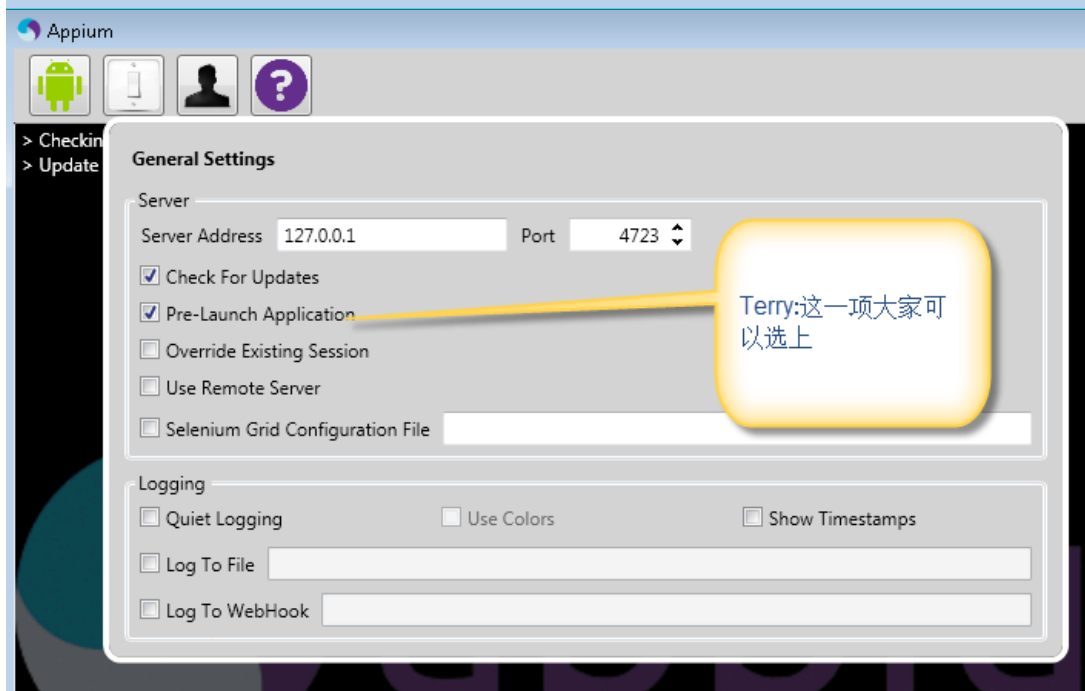 Appium
> Checkin
> Update
General Settings
Server
Server Address 127.0.0.1 Port 4723
Check For Updates
Pre-Launch Application
Terry:这一项大家可
以选上
Override Existing Session
Use Remote Server
Selenium Grid Configuration File
Logging
Quiet Logging Use Colors Show Timestamps
Log To File
Log To WebHook